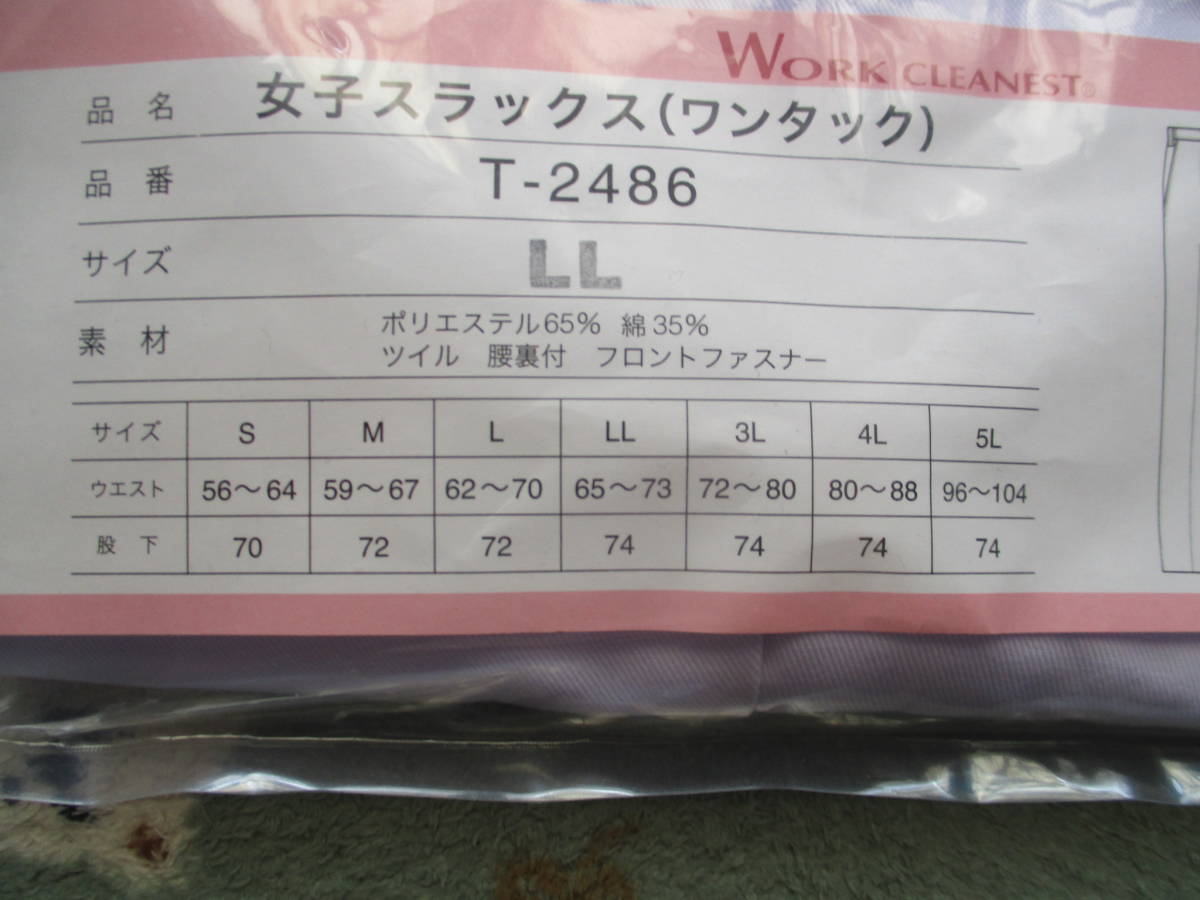 WORK CLEANEST®
品名 女子スラックス(ワンタック)
品番 T-2486
サイズ LL
素材 ポリエステル65% 綿35%
ツイル 腰裏付 フロントファスナー
サイズ S M L LL 3L 4L 5L
ウエスト 56～64 59～67 62～70 65～73 72～80 80～88 96～104
股下 70 72 72 74 74 74 74